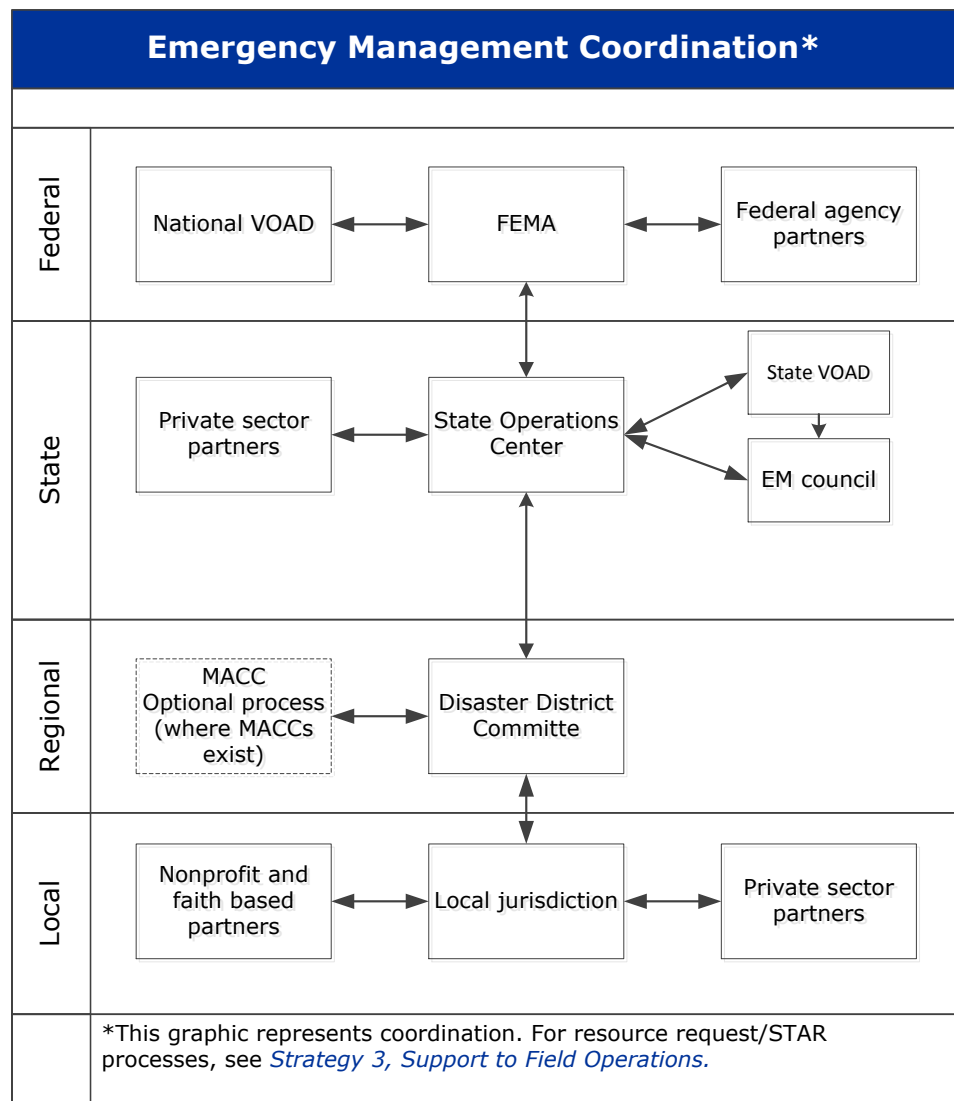 Emergency Management Coordination*
Federal
National VOAD
FEMA
Federal agency
partners
State
Private sector
partners
State Operations
Center
State VOAD
EM council
Regional
MACC
Optional process
(where MACCs
exist)
Disaster District
Committe
Local
Nonprofit and
faith based
partners
Local jurisdiction
Private sector
partners
*This graphic represents coordination. For resource request/STAR
processes, see Strategy 3, Support to Field Operations.